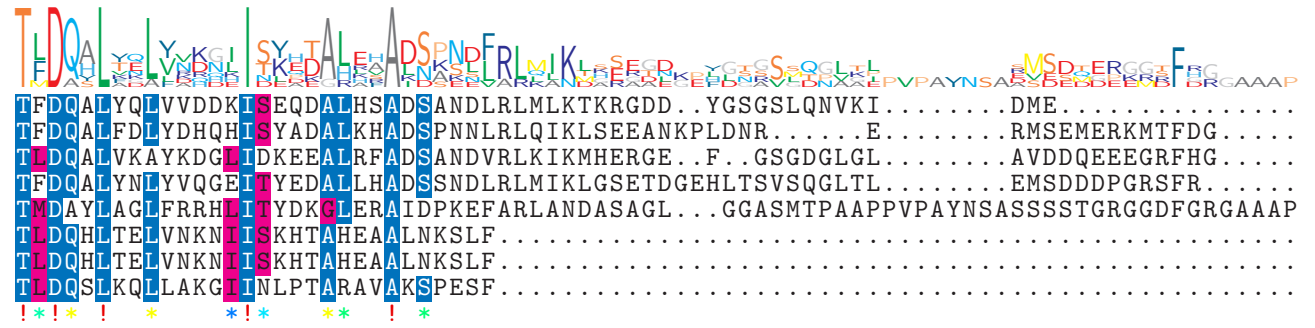 TFDQALYQLVVDDKISEQDALHSADSANDLRLMLKTKRGDD..YGSGSLQNVKI........DME...............
TFDQALFDLYDHQHISYADALKHADSPNNLRLQIKLSEEANKPLDNR......E........RMSEMERKMTFDG.....
TLDQALVKAYKDGLIDKEEALRFADSANDVRLKIKMHERGE..F..GSGDGLGL........AVDDQEEEGRFHG.....
TFDQALYNLYVQGEITYEDALLHADSSNDLRLMIKLGSETDGEHLTSVSQGLTL........EMSDDDPGRSFR......
TMDAYLAGLFRRHLITYDKGLERAIDPKEFARLANDASAGL...GGASMTPAAPPVPAYNSASSSSTGRGGDFGRGAAAP
TLDQHLTELVNKNIISKHTAHEAALNKSLF..................................................
TLDQHLTELVNKNIISKHTAHEAALNKSLF..................................................
TLDQSLKQLLAKGIINLPTARAVAKSPESF..................................................
!*!* !  *    *!*   **  ! *